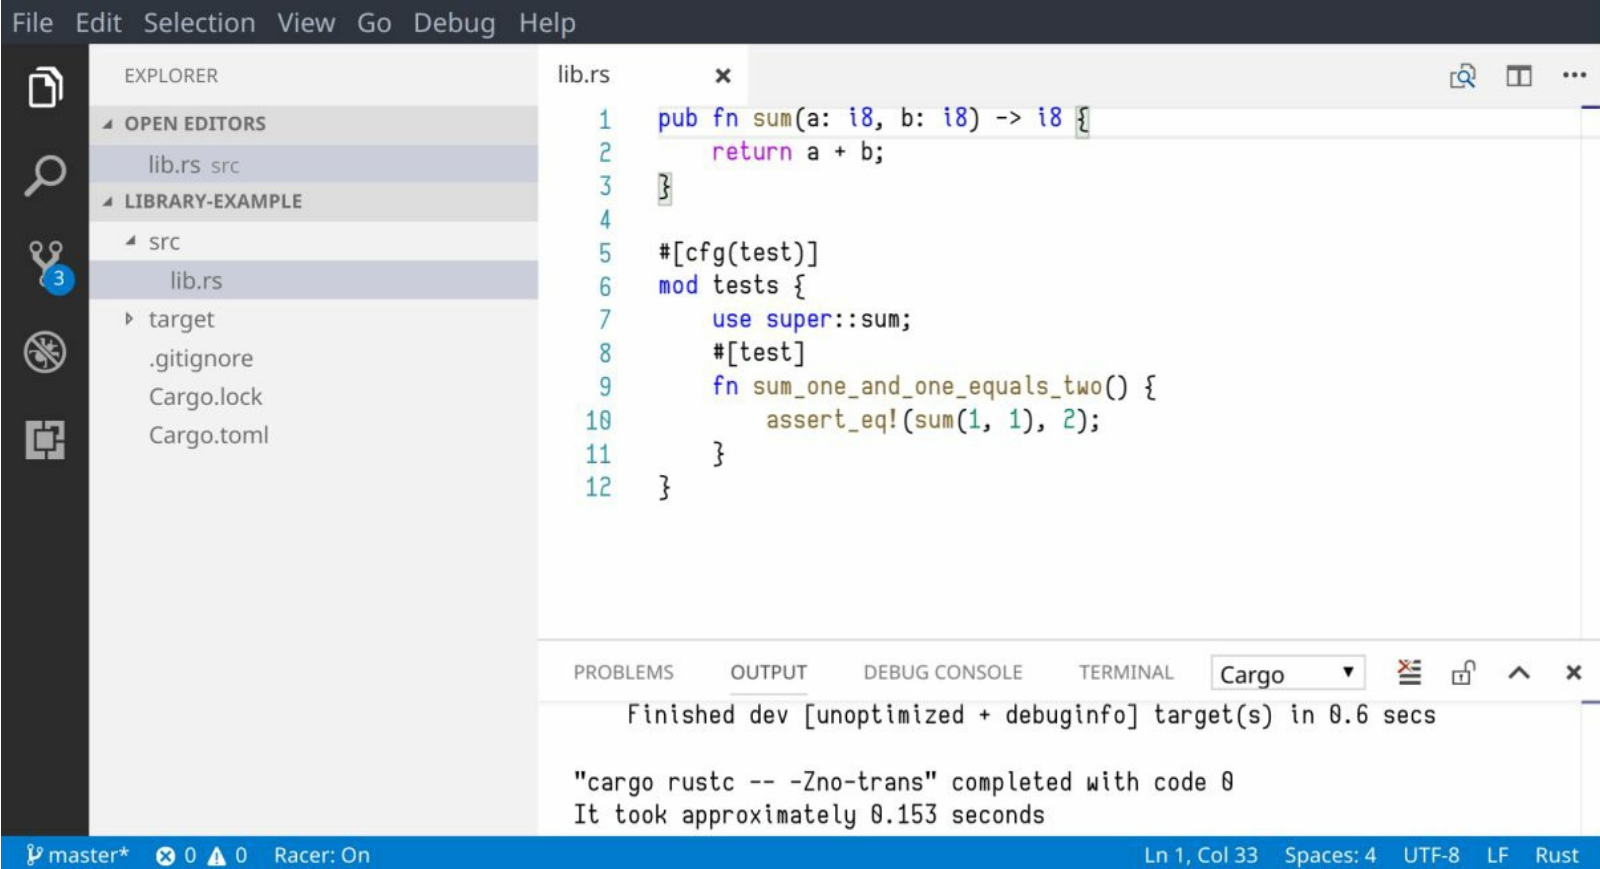 File Edit Selection View Go Debug Help
EXPLORER
OPEN EDITORS
lib.rs src
LIBRARY-EXAMPLE
src
lib.rs
target
.gitignore
Cargo.lock
Cargo.toml
3
lib.rs
1 pub fn sum(a: i8, b: i8) -> i8 {
2     return a + b;
3 }
4
5 #[cfg(test)]
6 mod tests {
7     use super::sum;
8     #[test]
9     fn sum_one_and_one_equals_two() {
10         assert_eq!(sum(1, 1), 2);
11     }
12 }
PROBLEMS OUTPUT DEBUG CONSOLE TERMINAL Cargo
    Finished dev [unoptimized + debuginfo] target(s) in 0.6 secs
"cargo rustc -- -Zno-trans" completed with code 0
It took approximately 0.153 seconds
master* 0 0 Racer: On Ln 1, Col 33 Spaces: 4 UTF-8 LF Rust